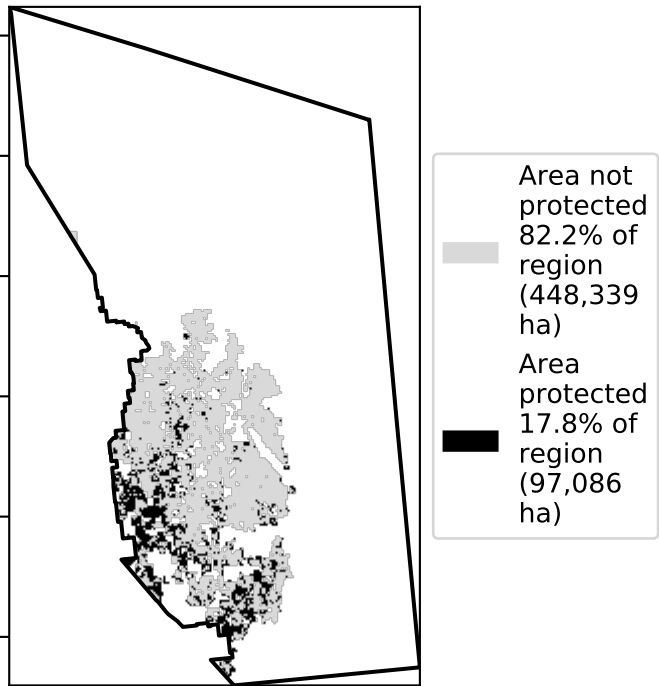 Area not
protected
82.2% of
region
(448,339
ha)
Area
protected
17.8% of
region
(97,086
ha)